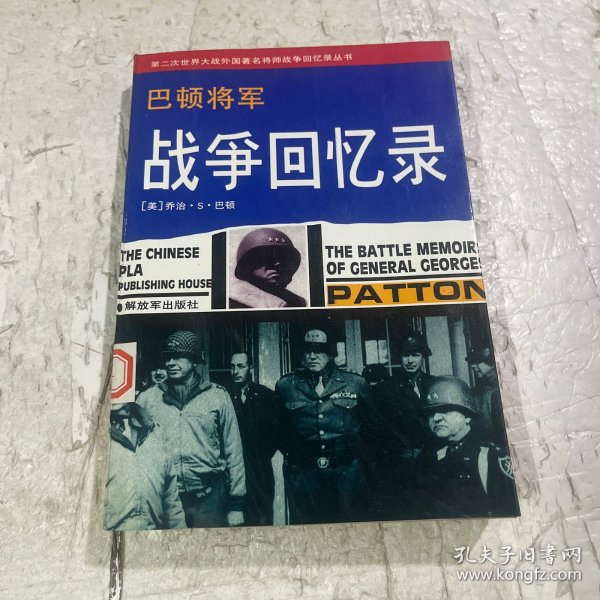 第二次世界大战外国著名将帅战争回忆录丛书
巴顿将军
战争回忆录
[美]乔治·S·巴顿
THE CHINESE
PLA
PUBLISHING HOUSE
解放军出版社
THE BATTLE MEMOIRS
OF GENERAL GEORGES
PATTON
孔夫子旧书网
www.kongfz.com